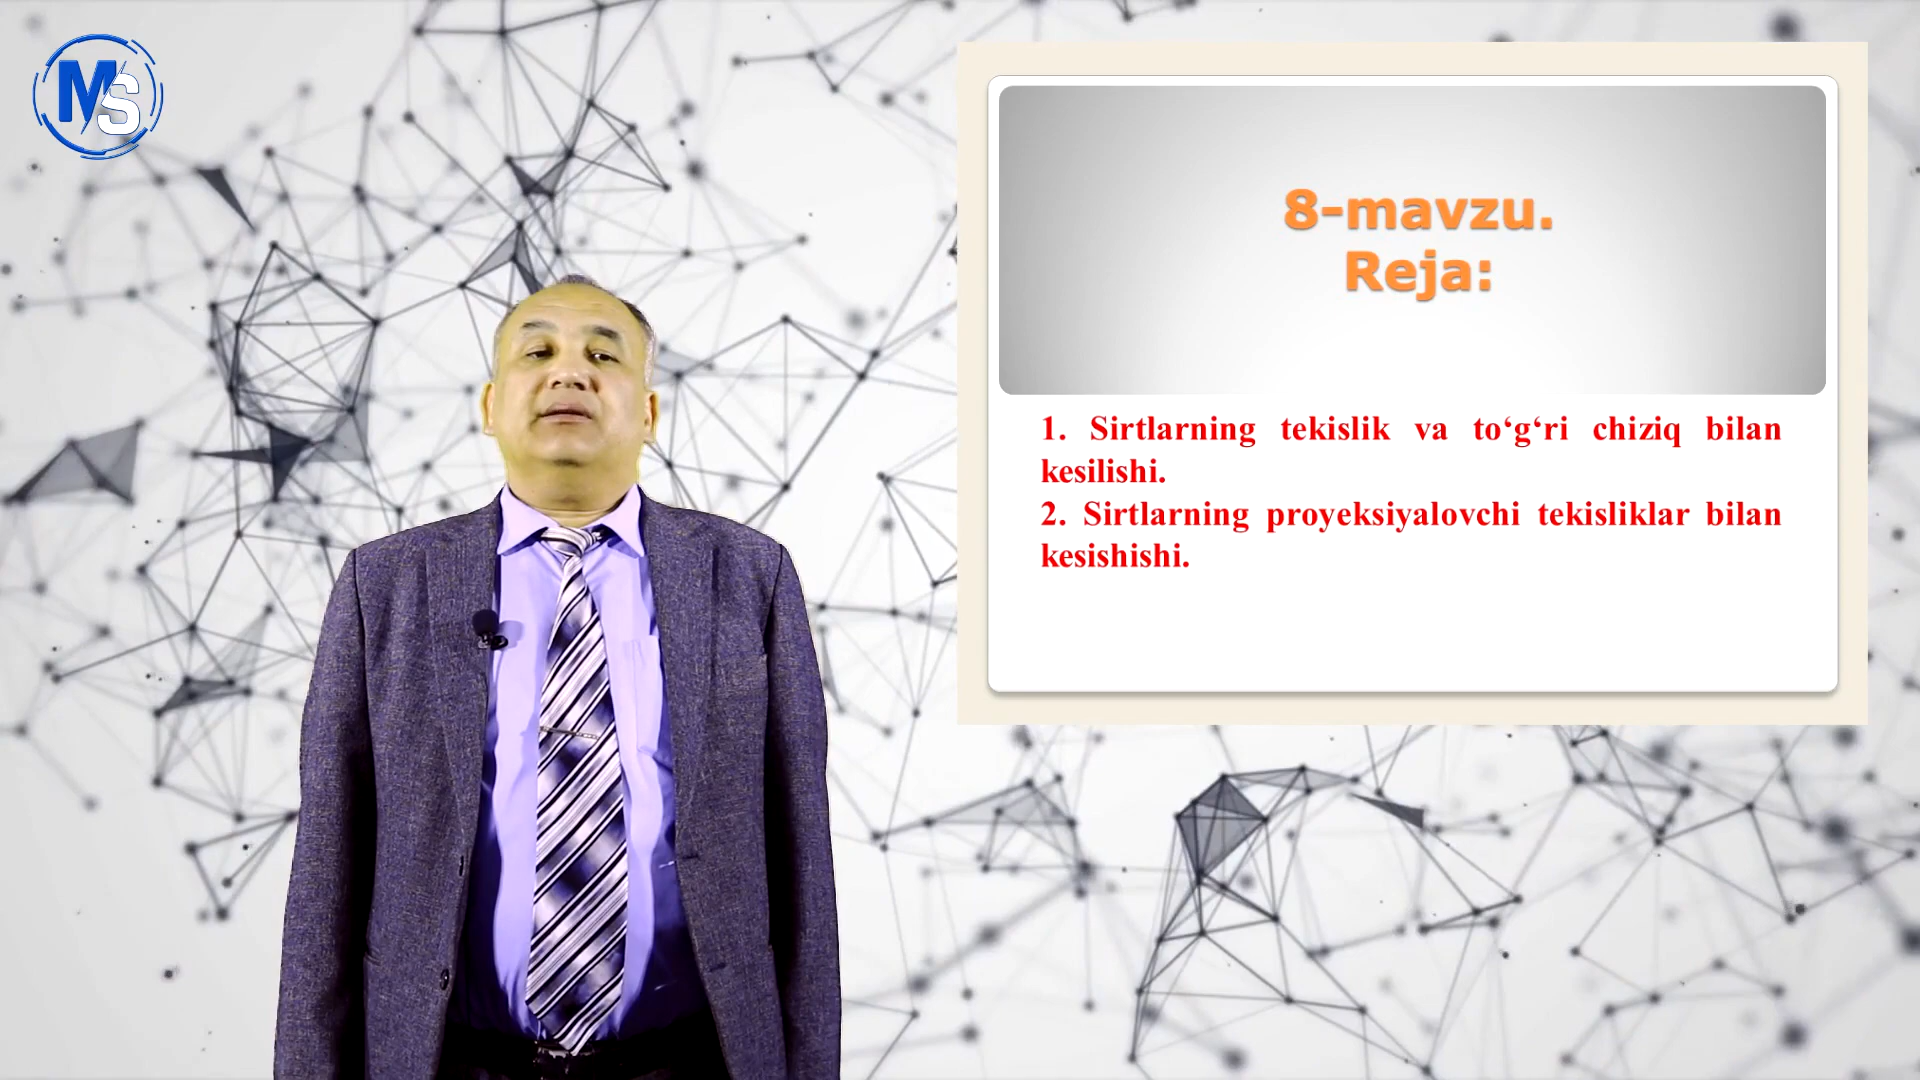 MS
8-mavzu.
Reja:
1. Sirtlarning tekislik va to‘g‘ri chiziq bilan
kesilishi.
2. Sirtlarning proyeksiyalovchi tekisliklar bilan
kesishishi.